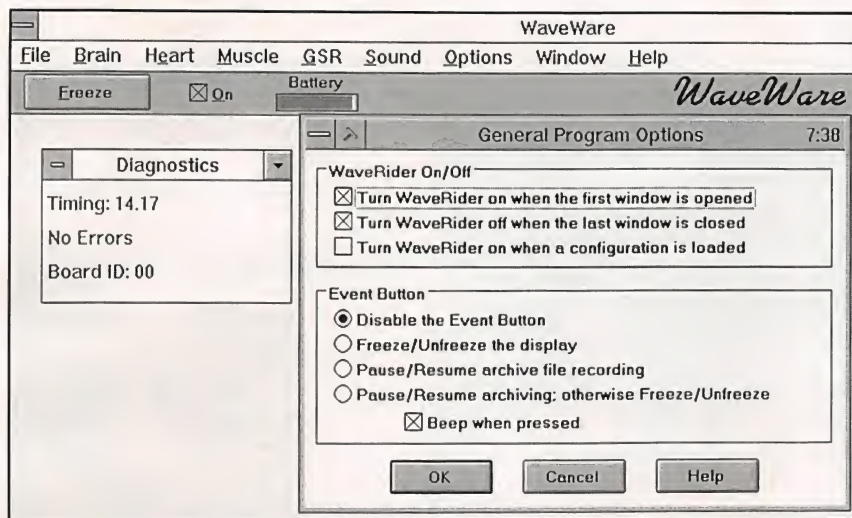 WaveWare
File Brain Heart Muscle GSR Sound Options Window Help
Freeze On Battery WaveWare
General Program Options 7:38
Diagnostics
Timing: 14.17
No Errors
Board ID: 00
WaveRider On/Off
Turn WaveRider on when the first window is opened
Turn WaveRider off when the last window is closed
Turn WaveRider on when a configuration is loaded
Event Button
Disable the Event Button
Freeze/Unfreeze the display
Pause/Resume archive file recording
Pause/Resume archiving; otherwise Freeze/Unfreeze
Beep when pressed
OK Cancel Help